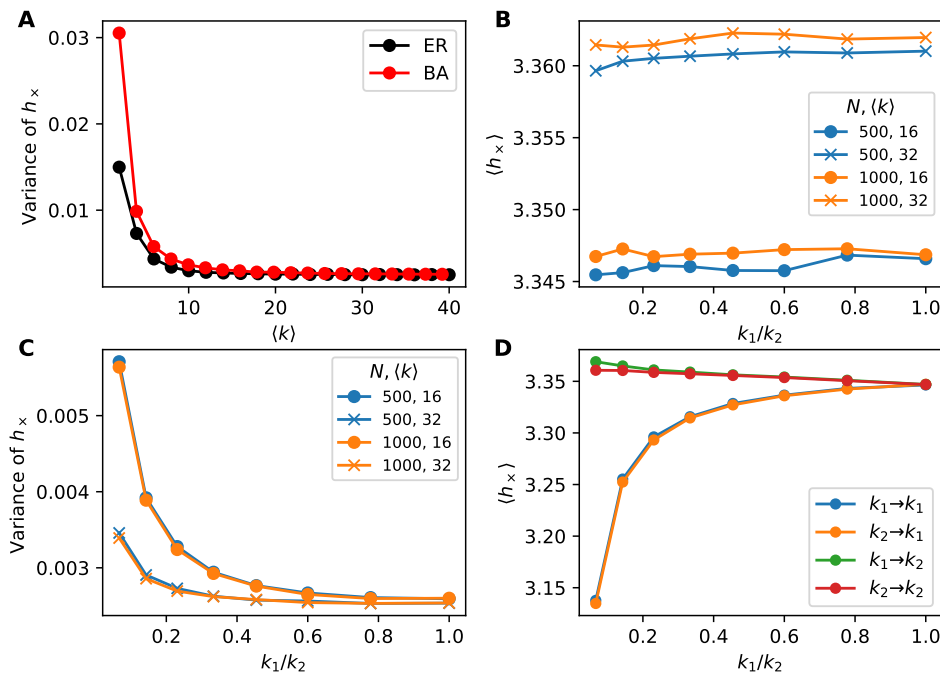 A
Variance of h×
0.03
0.02
0.01
10
20
30
40
⟨k⟩
ER
BA
B
⟨h×⟩
3.360
3.355
3.350
3.345
0.2
0.4
0.6
0.8
1.0
k₁/k₂
N, ⟨k⟩
500, 16
500, 32
1000, 16
1000, 32
C
Variance of h×
0.005
0.004
0.003
0.2
0.4
0.6
0.8
1.0
k₁/k₂
N, ⟨k⟩
500, 16
500, 32
1000, 16
1000, 32
D
⟨h×⟩
3.35
3.30
3.25
3.20
3.15
0.2
0.4
0.6
0.8
1.0
k₁/k₂
k₁→k₁
k₂→k₁
k₁→k₂
k₂→k₂